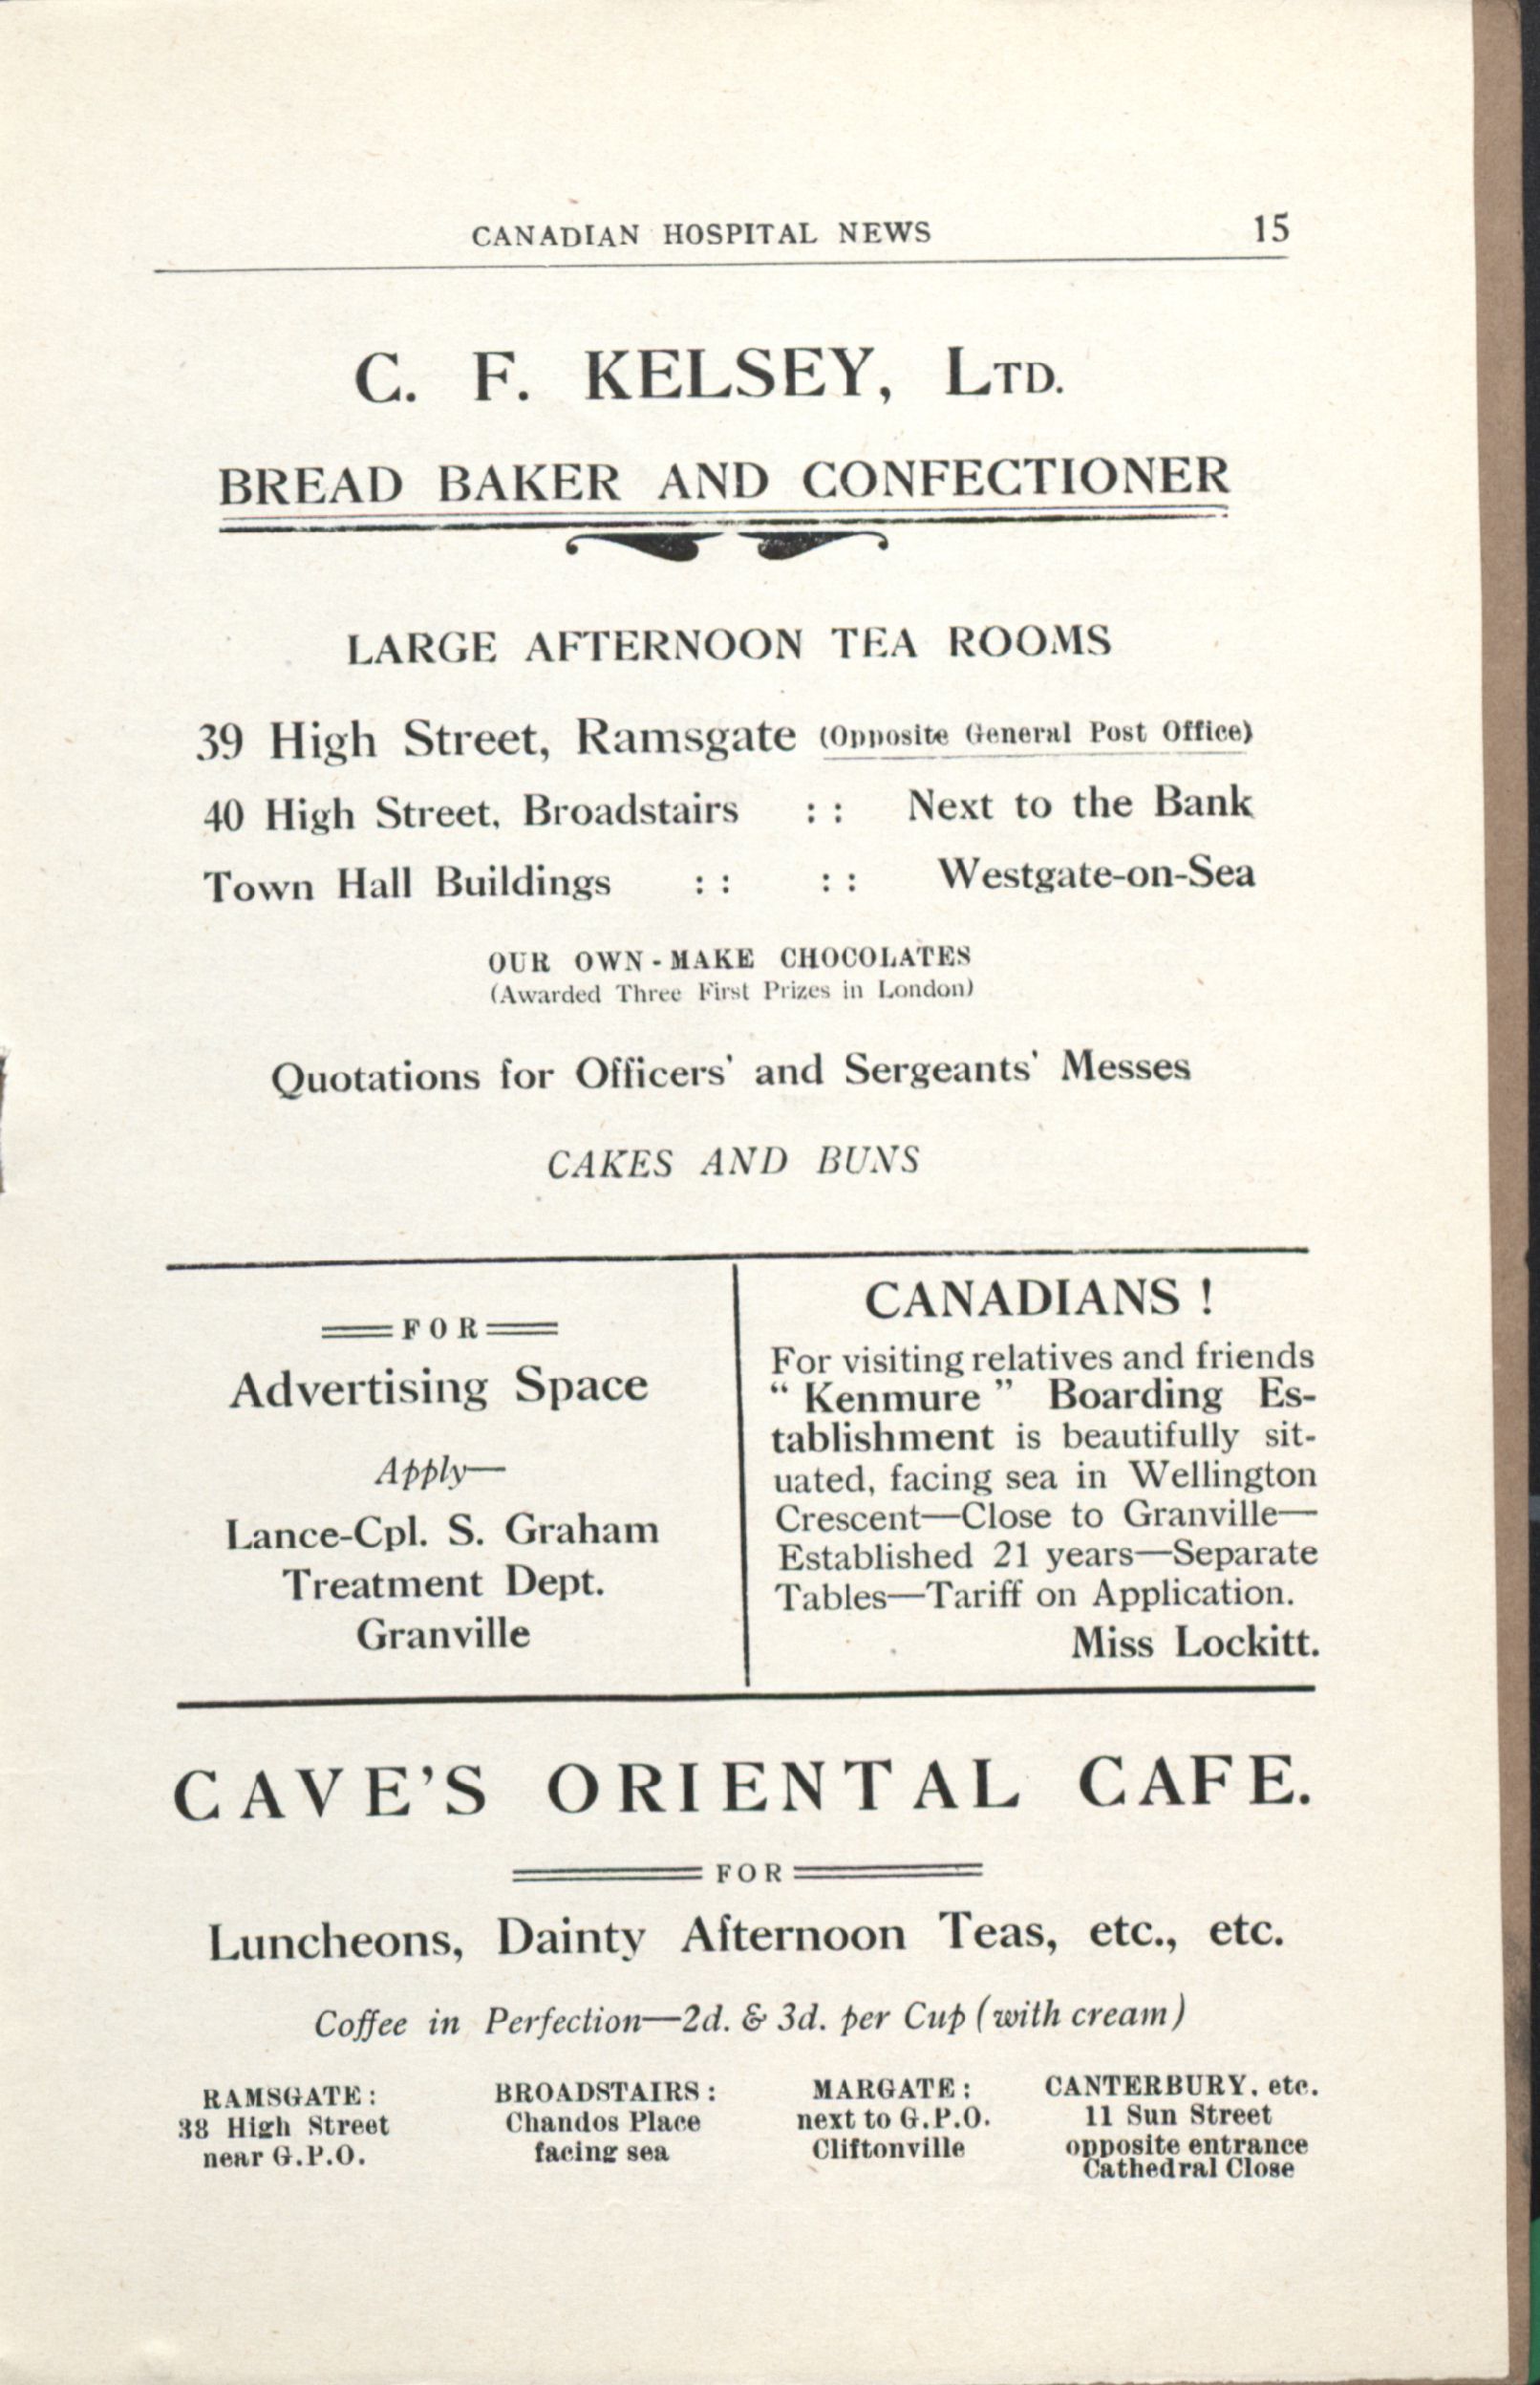 CANADIAN HOSPITAL NEWS 15
C. F. KELSEY, LTD.
BREAD BAKER AND CONFECTIONER
LARGE AFTERNOON TEA ROOMS
39 High Street, Ramsgate (Opposite General Post Office)
40 High Street, Broadstairs :: Next to the Bank
Town Hall Buildings :: :: Westgate-on-Sea
OUR OWN-MAKE CHOCOLATES
(Awarded Three First Prizes in London)
Quotations for Officers' and Sergeants' Messes
CAKES AND BUNS
FOR
Advertising Space
Apply—
Lance-Cpl. S. Graham
Treatment Dept.
Granville
CANADIANS !
For visiting relatives and friends
“ Kenmure ” Boarding Es-
tablishment is beautifully sit-
uated, facing sea in Wellington
Crescent—Close to Granville—
Established 21 years—Separate
Tables—Tariff on Application.
Miss Lockitt.
CAVE'S ORIENTAL CAFE.
FOR
Luncheons, Dainty Afternoon Teas, etc., etc.
Coffee in Perfection—2d. & 3d. per Cup (with cream)
RAMSGATE:
38 High Street
near G.P.O.
BROADSTAIRS:
Chandos Place
facing sea
MARGATE:
next to G.P.O.
Cliftonville
CANTERBURY, etc.
11 Sun Street
opposite entrance
Cathedral Close